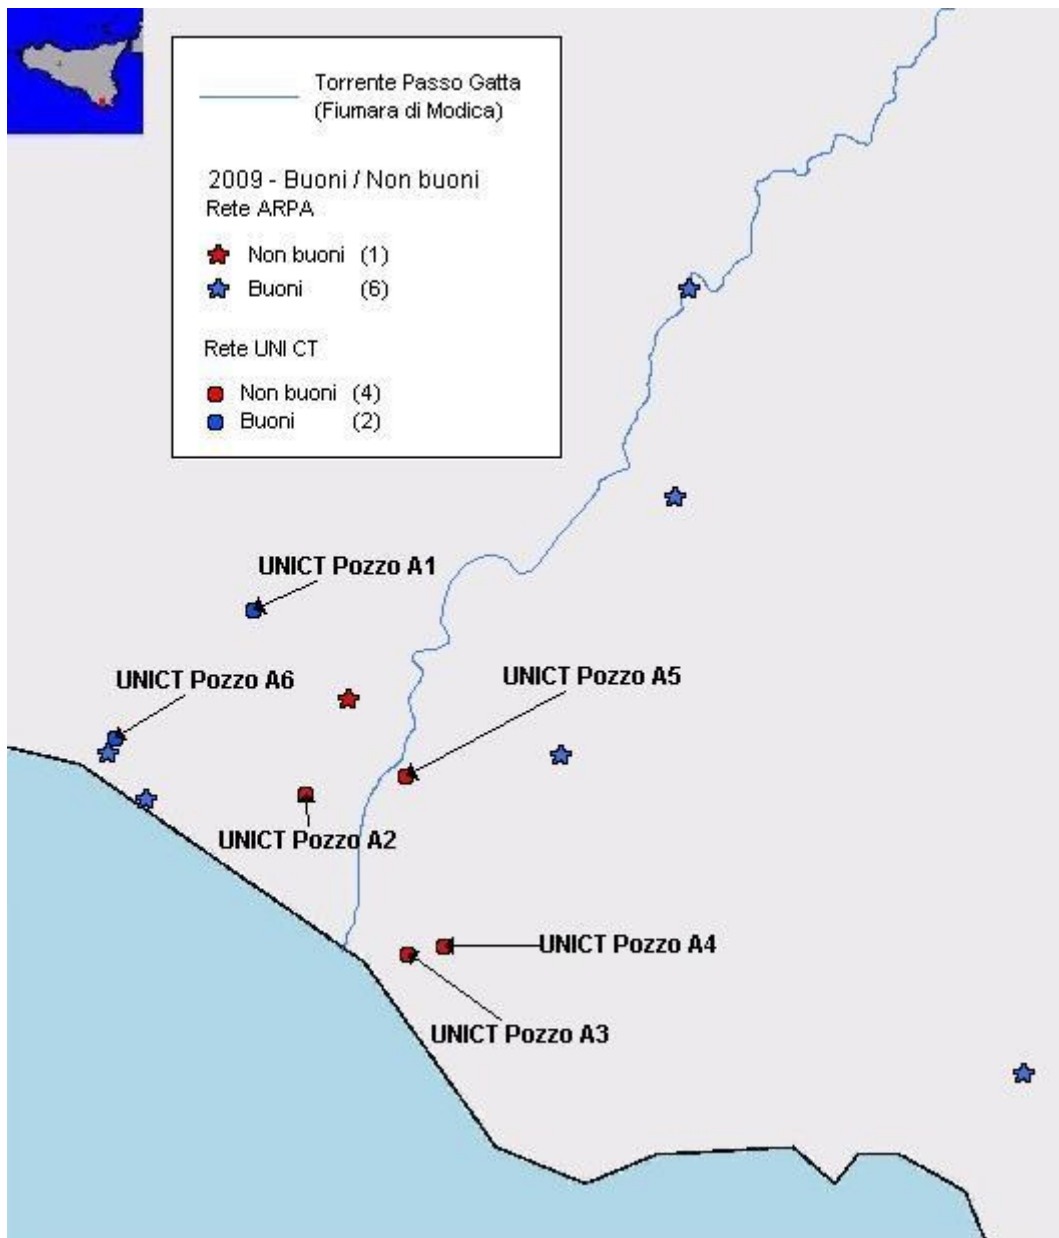 Torrente Passo Gatta
(Fiumara di Modica)
2009 - Buoni / Non buoni
Rete ARPA
Non buoni (1)
Buoni (6)
Rete UNI CT
Non buoni (4)
Buoni (2)
UNICT Pozzo A1
UNICT Pozzo A6
UNICT Pozzo A5
UNICT Pozzo A2
UNICT Pozzo A4
UNICT Pozzo A3